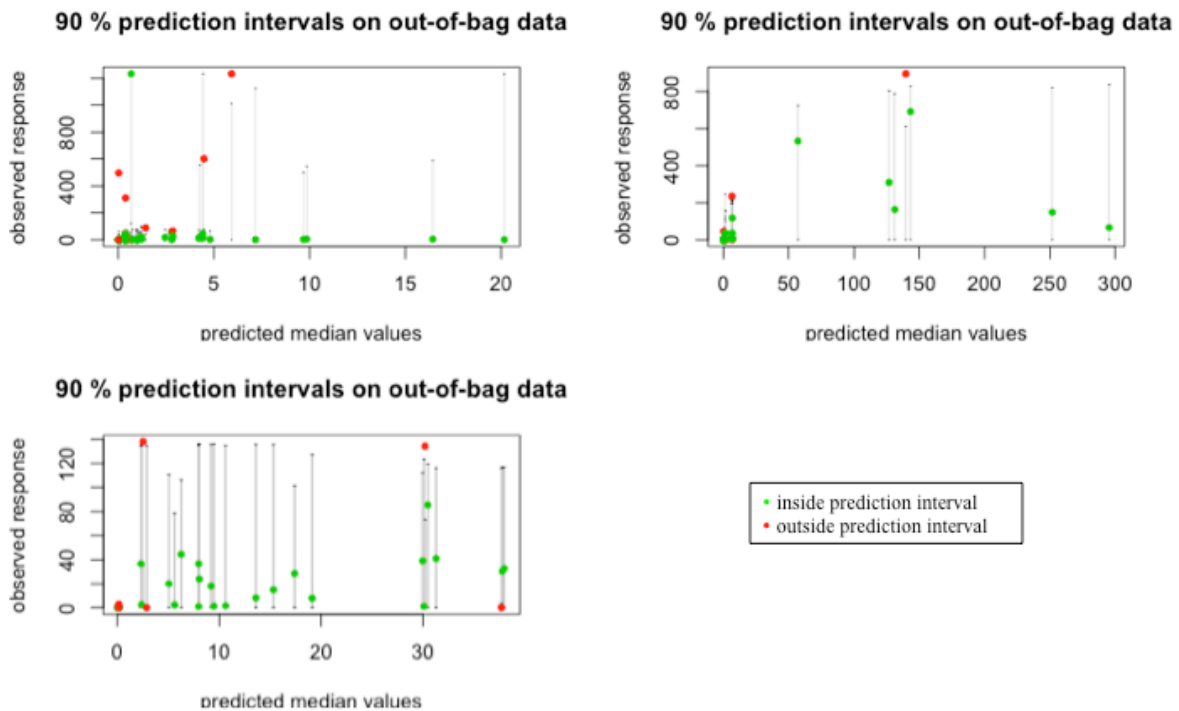 90 % prediction intervals on out-of-bag data
observed response
0 400 800
0 5 10 15 20
predicted median values
90 % prediction intervals on out-of-bag data
observed response
0 400 800
0 50 100 150 200 250 300
predicted median values
90 % prediction intervals on out-of-bag data
observed response
0 40 80 120
0 10 20 30
predicted median values
inside prediction interval
outside prediction interval